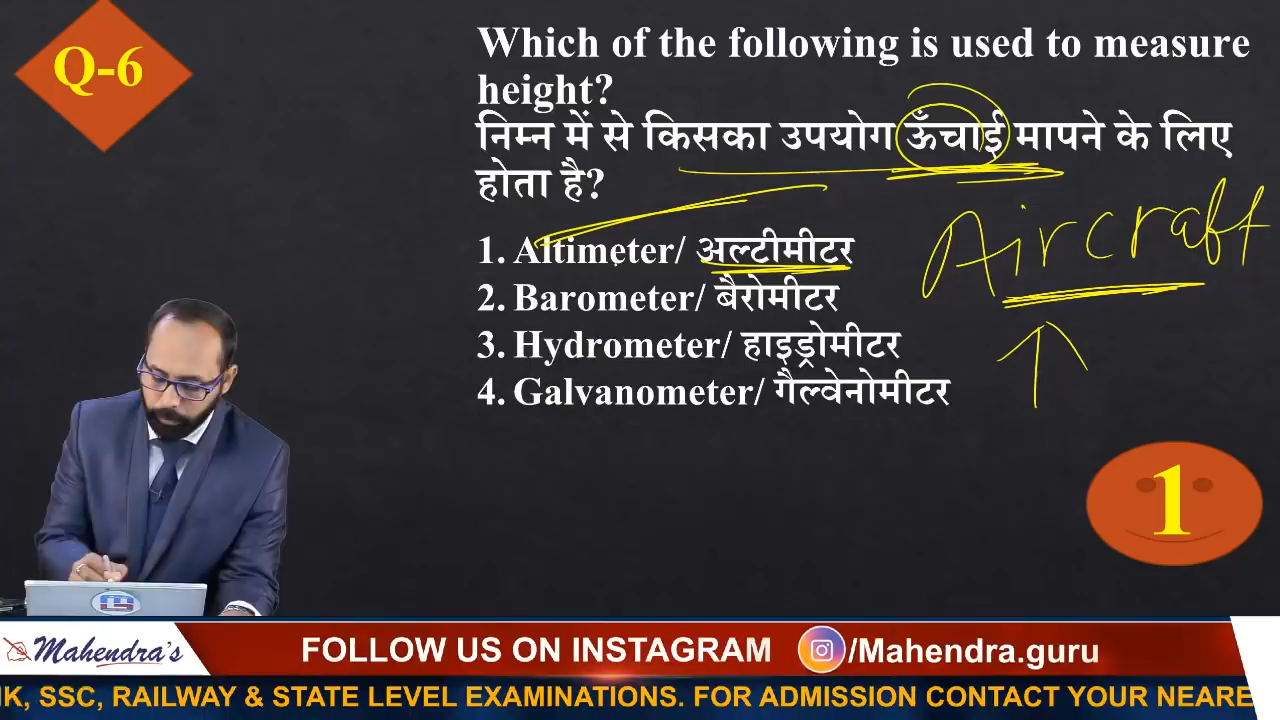 Q-6
Which of the following is used to measure
height?
निम्न में से किसका उपयोग ऊँचाई मापने के लिए
होता है?
1. Altimeter/ अल्टीमीटर
2. Barometer/ बैरोमीटर
3. Hydrometer/ हाइड्रोमीटर
4. Galvanometer/ गैल्वेनोमीटर
Aircraft
1
Mahendra's
FOLLOW US ON INSTAGRAM /Mahendra.guru
NK, SSC, RAILWAY & STATE LEVEL EXAMINATIONS. FOR ADMISSION CONTACT YOUR NEARE